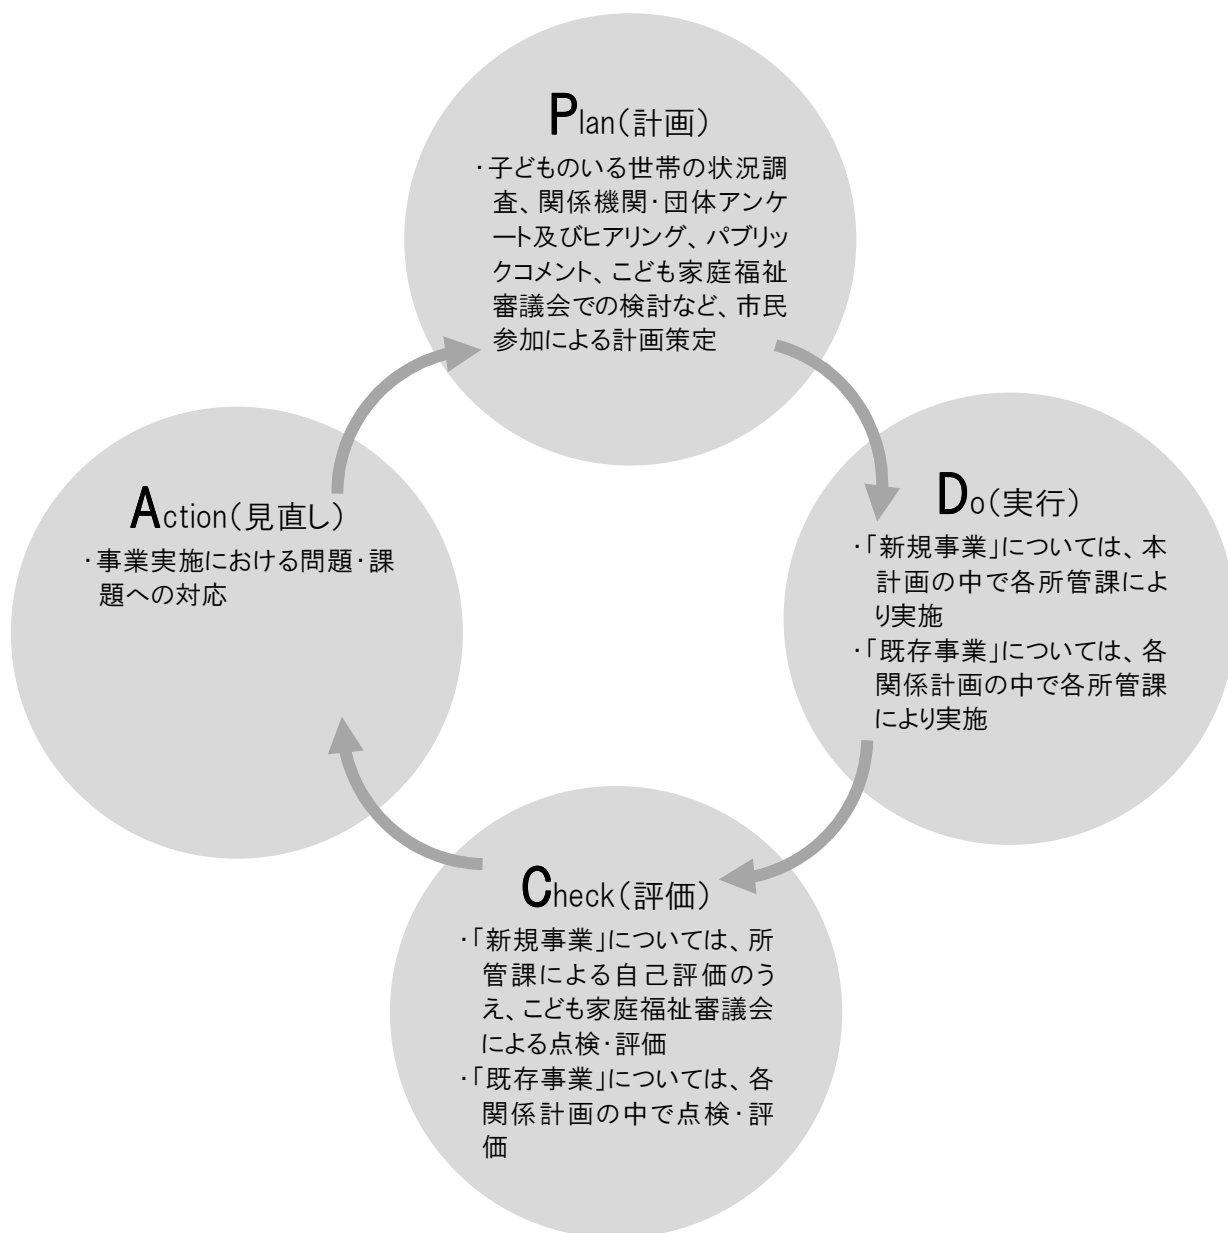 Plan（計画）
・子どものいる世帯の状況調
査、関係機関・団体アンケ
ート及びヒアリング、パブリッ
クコメント、こども家庭福祉
審議会での検討など、市民
参加による計画策定
Do（実行）
・「新規事業」については、本
計画の中で各所管課によ
り実施
・「既存事業」については、各
関係計画の中で各所管課
により実施
Check（評価）
・「新規事業」については、所
管課による自己評価のう
え、こども家庭福祉審議会
による点検・評価
・「既存事業」については、各
関係計画の中で点検・評
価
Action（見直し）
・事業実施における問題・課
題への対応